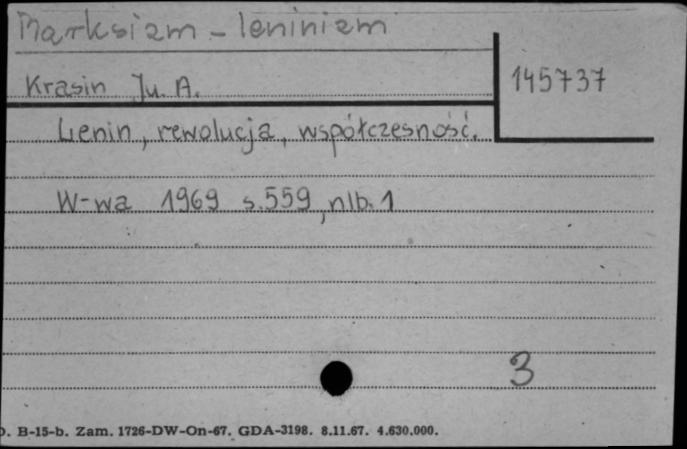 Marksizm - leninizm
Krasin Ju. A.
145737
Lenin, rewolucja, współczesność.
W-wa 1969 s.559, nlb. 1
3
B-15-b. Zam. 1726-DW-On-67. GDA-3198. 8.11.67. 4.630.000.